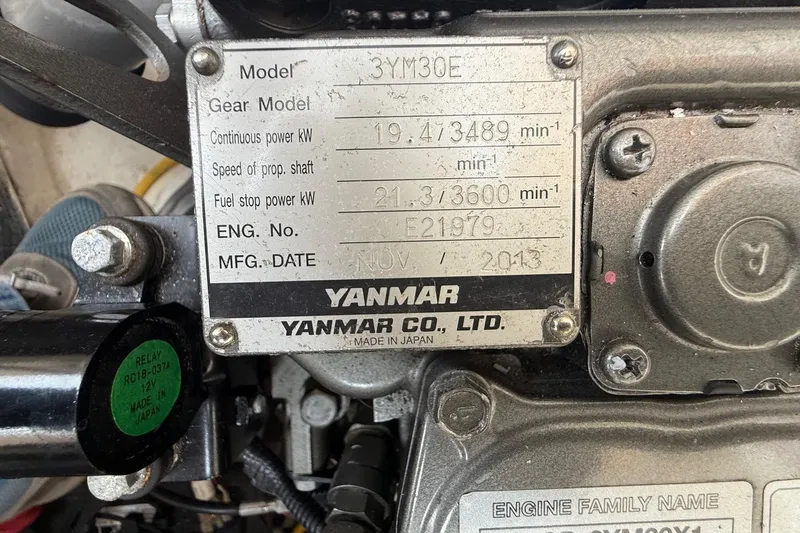 Model 3YM30E
Gear Model
Continuous power kW 19.4/3489 min-1
Speed of prop. shaft min-1
Fuel stop power kW 21.3/3600 min-1
ENG. No. E21979
MFG. DATE NOV / 2013
YANMAR
YANMAR CO., LTD.
MADE IN JAPAN
RELAY
RC18-037A
12V
MADE IN
JAPAN
R
ENGINE FAMILY NAME